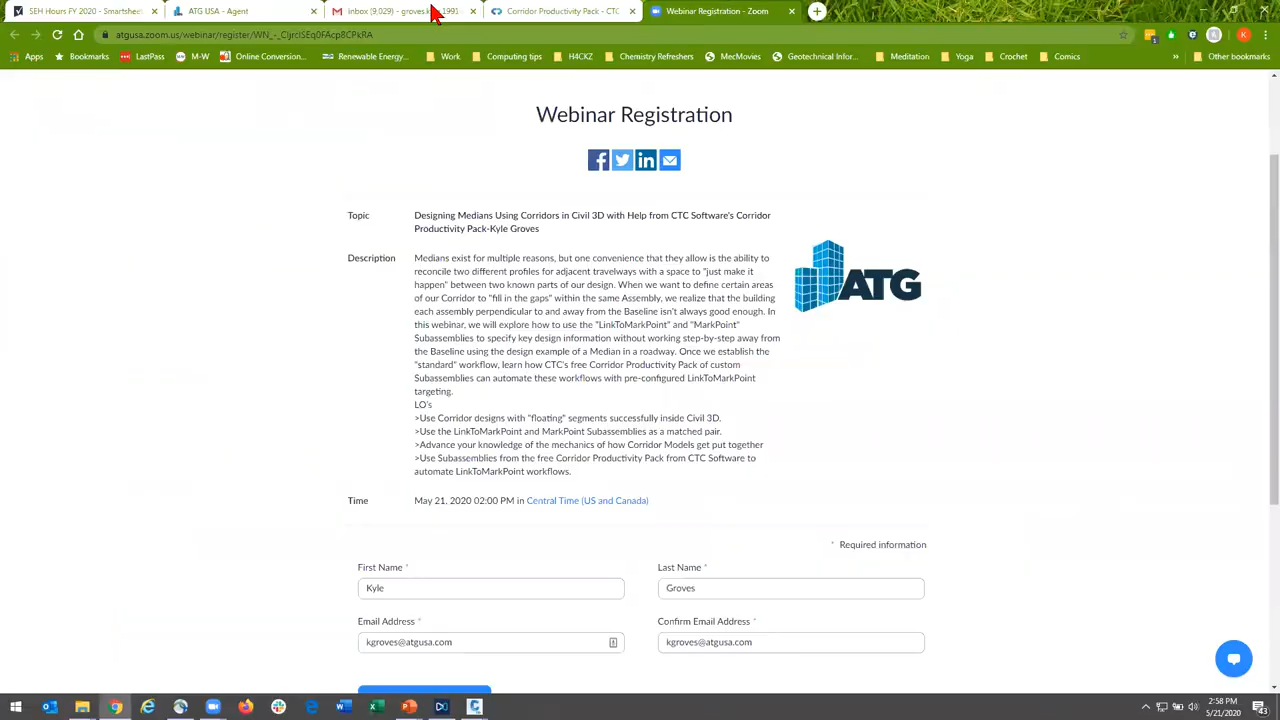 SEH Hours FY 2020 - Smartshee
ATG USA - Agent
Inbox (9,029) -
Corridor Productivity Pack - CTC
Webinar Registration - Zoom
Apps
Bookmarks
LastPass
M-W
Online Conversion...
Renewable Energy...
Work
Computing tips
H4CKZ
Chemistry Refreshers
MecMovies
Geotechnical Infor...
Meditation
Yoga
Crochet
Comics
Other bookmarks
Webinar Registration
Topic
Designing Medians Using Corridors in Civil 3D with Help from CTC Software's Corridor
Productivity Pack-Kyle Groves
Description
Medians exist for multiple reasons, but one convenience that they allow is the ability to
reconcile two different profiles for adjacent travelways with a space to "just make it
happen" between two known parts of our design. When we want to define certain areas
of our Corridor to "fill in the gaps" within the same Assembly, we realize that the building
each assembly perpendicular to and away from the Baseline isn't always good enough. In
this webinar, we will explore how to use the "LinkToMarkPoint" and "MarkPoint"
Subassemblies to specify key design information without working step-by-step away from
the Baseline using the design example of a Median in a roadway. Once we establish the
"standard" workflow, learn how CTC's free Corridor Productivity Pack of custom
Subassemblies can automate these workflows with pre-configured LinkToMarkPoint
targeting.
LO's
>Use Corridor designs with "floating" segments successfully inside Civil 3D.
>Use the LinkToMarkPoint and MarkPoint Subassemblies as a matched pair.
>Advance your knowledge of the mechanics of how Corridor Models get put together
>Use Subassemblies from the free Corridor Productivity Pack from CTC Software to
automate LinkToMarkPoint workflows.
ATG
Time
May 21, 2020 02:00 PM in Central Time (US and Canada)
* Required information
First Name *
Last Name *
Kyle
Groves
Email Address *
Confirm Email Address *
kgroves@atgusa.com
kgroves@atgusa.com
2:58 PM
5/21/2020
43